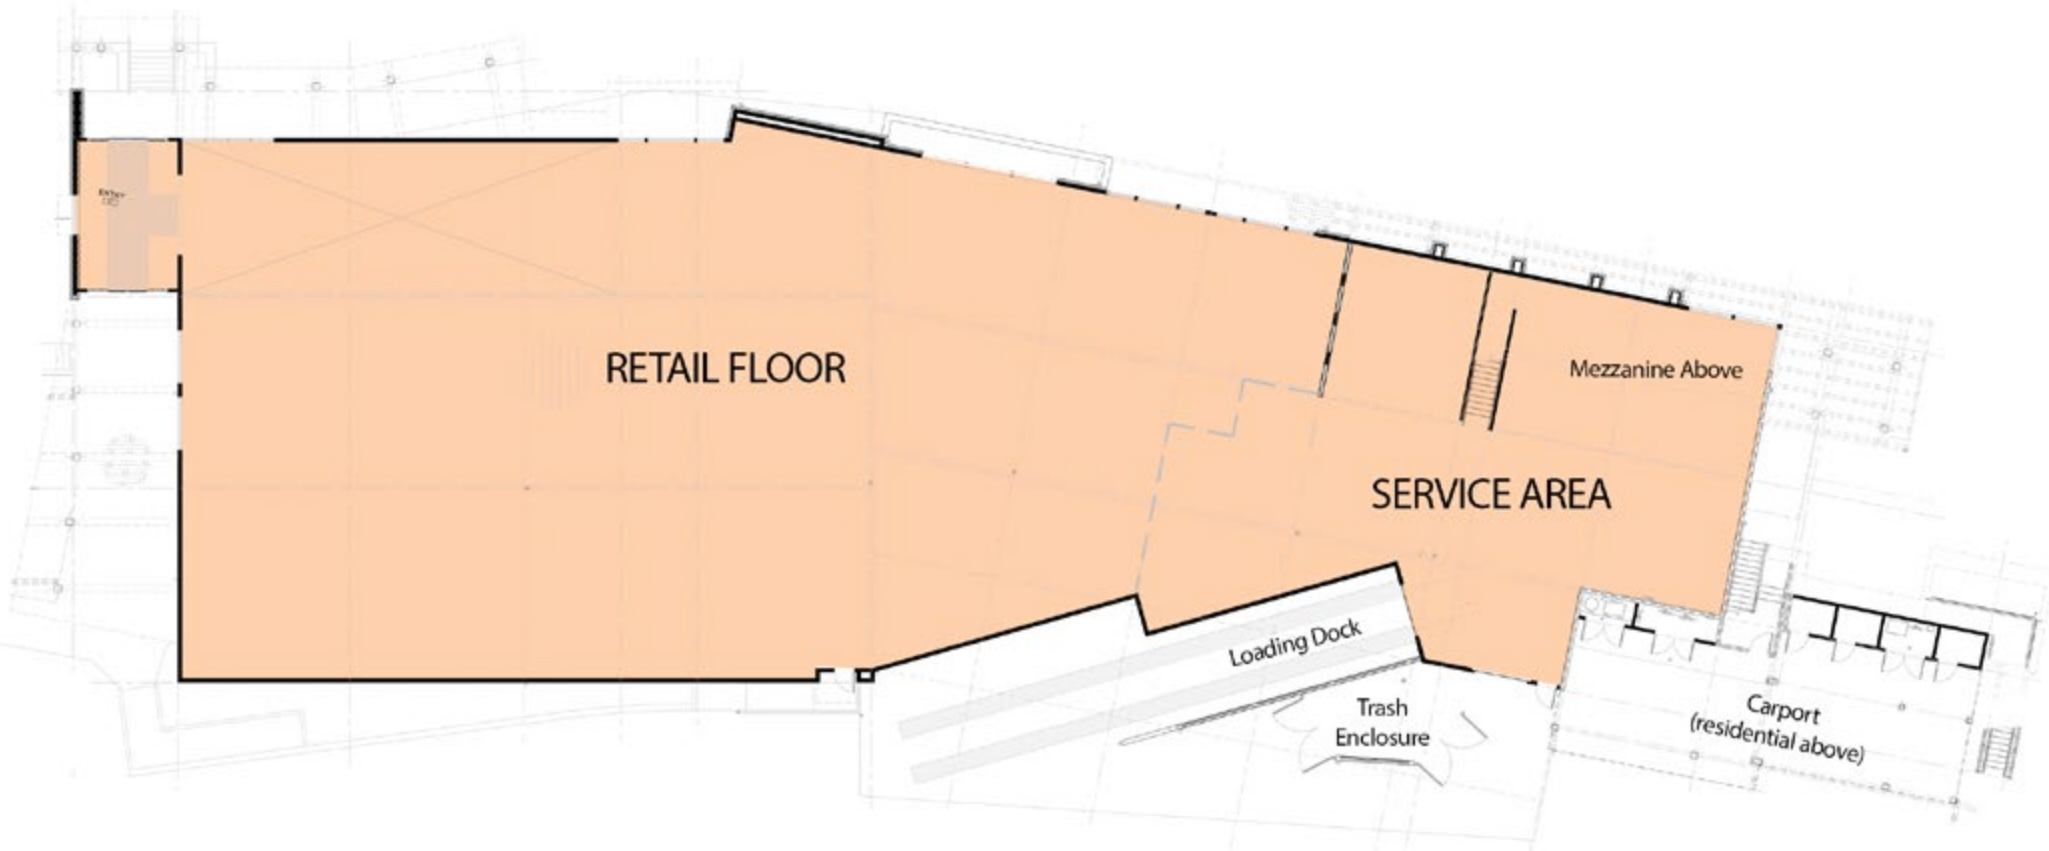 RETAIL FLOOR
Mezzanine Above
SERVICE AREA
Loading Dock
Trash
Enclosure
Carport
(residential above)